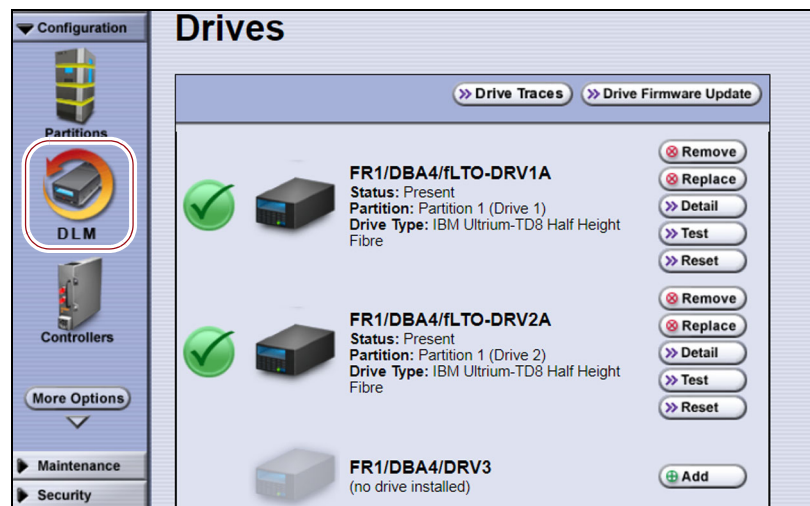 Configuration
Drives
Drive Traces
Drive Firmware Update
Partitions
DLM
Controllers
More Options
Maintenance
Security
FR1/DBA4/fLTO-DRV1A
Status: Present
Partition: Partition 1 (Drive 1)
Drive Type: IBM Ultrium-TD8 Half Height
Fibre
Remove
Replace
Detail
Test
Reset
FR1/DBA4/fLTO-DRV2A
Status: Present
Partition: Partition 1 (Drive 2)
Drive Type: IBM Ultrium-TD8 Half Height
Fibre
Remove
Replace
Detail
Test
Reset
FR1/DBA4/DRV3
(no drive installed)
Add